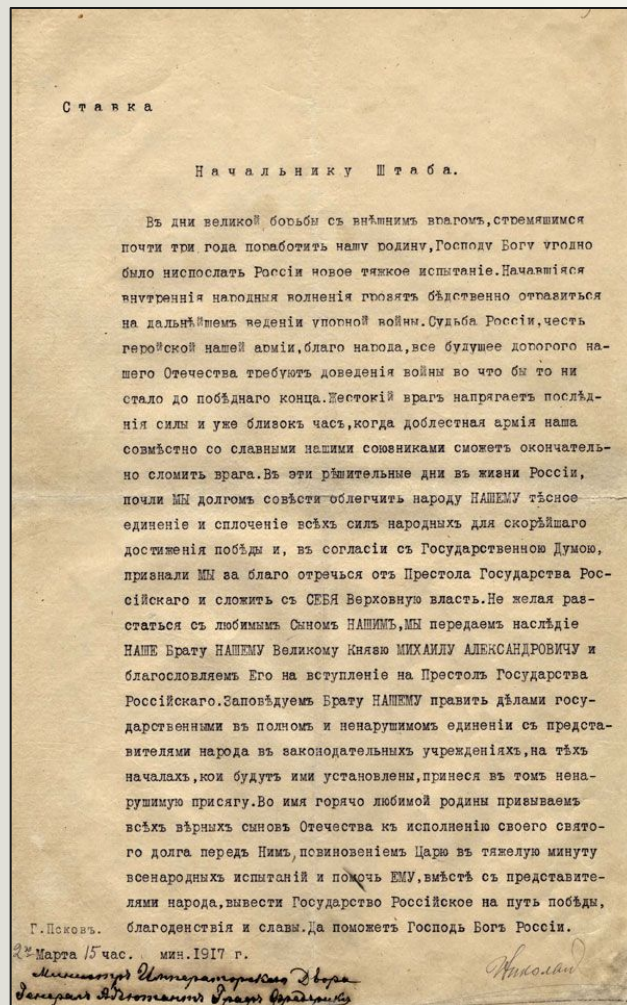 Ставка
Начальнику Штаба.
Въ дни великой борьбы съ внѣшнимъ врагомъ,стремящимся
почти три года поработить нашу родину,Господу Богу угодно
было ниспослать Россіи новое тяжкое испытаніе.Начавшіяся
внутреннія народныя волненія грозятъ бѣдственно отразиться
на дальнѣйшемъ веденіи упорной войны.Судьба Россіи,честь
геройской нашей арміи,благо народа,все будущее дорогого на-
шего Отечества требуютъ доведенія войны во что бы то ни
стало до побѣднаго конца.Жестокій врагъ напрягаетъ послѣд-
нія силы и уже близокъ часъ,когда доблестная армія наша
совмѣстно со славными нашими союзниками сможетъ окончатель-
но сломить врага.Въ эти рѣшительные дни въ жизни Россіи,
почли МЫ долгомъ совѣсти облегчить народу НАШЕМУ тѣсное
единеніе и сплоченіе всѣхъ силъ народныхъ для скорѣйшаго
достиженія побѣды и, въ согласіи съ Государственною Думою,
признали МЫ за благо отречься отъ Престола Государства Рос-
сійскаго и сложить съ СЕБЯ Верховную власть.Не желая раз-
статься съ любимымъ Сыномъ НАШИМЪ,МЫ передаемъ наслѣдіе
НАШЕ Брату НАШЕМУ Великому Князю МИХАИЛУ АЛЕКСАНДРОВИЧУ и
благословляемъ Его на вступленіе на Престолъ Государства
Россійскаго.Заповѣдуемъ Брату НАШЕМУ править дѣлами госу-
дарственными въ полномъ и ненарушимомъ единеніи съ предста-
вителями народа въ законодательныхъ учрежденіяхъ,на тѣхъ
началахъ,кои будутъ ими установлены,принеся въ томъ нена-
рушимую присягу.Во имя горячо любимой родины призываемъ
всѣхъ вѣрныхъ сыновъ Отечества къ исполненію своего свято-
го долга передъ Нимъ,повиновеніемъ Царю въ тяжелую минуту
всенародныхъ испытаній и помочь ЕМУ,вмѣстѣ съ представите-
лями народа,вывести Государство Россійское на путь побѣды,
благоденствія и славы.Да поможетъ Господь Богъ Россіи.
Г.Псковъ.
2го Марта 15 час. мин.1917 г.
Николай
Министръ Императорскаго Двора
Генералъ Адъютантъ Графъ Фредериксъ